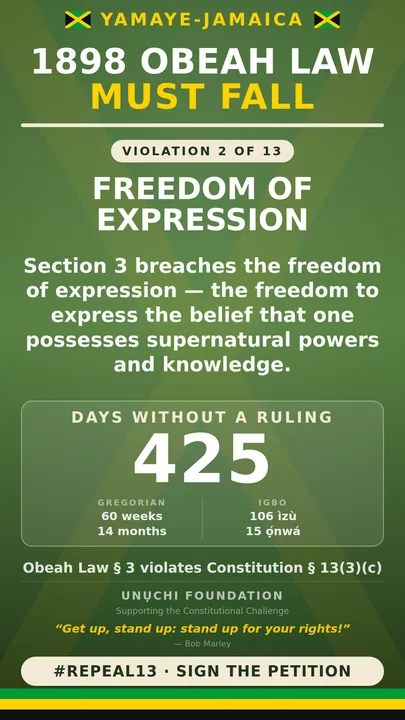 YAMAYE-JAMAICA
1898 OBEAH LAW
MUST FALL
VIOLATION 2 OF 13
FREEDOM OF
EXPRESSION
Section 3 breaches the freedom
of expression — the freedom to
express the belief that one
possesses supernatural powers
and knowledge.
DAYS WITHOUT A RULING
425
GREGORIAN
60 weeks
14 months
IGBO
106 ìzù
15 ọ́nwá
Obeah Law § 3 violates Constitution § 13(3)(c)
UNỤCHI FOUNDATION
Supporting the Constitutional Challenge
“Get up, stand up: stand up for your rights!”
— Bob Marley
#REPEAL13 · SIGN THE PETITION